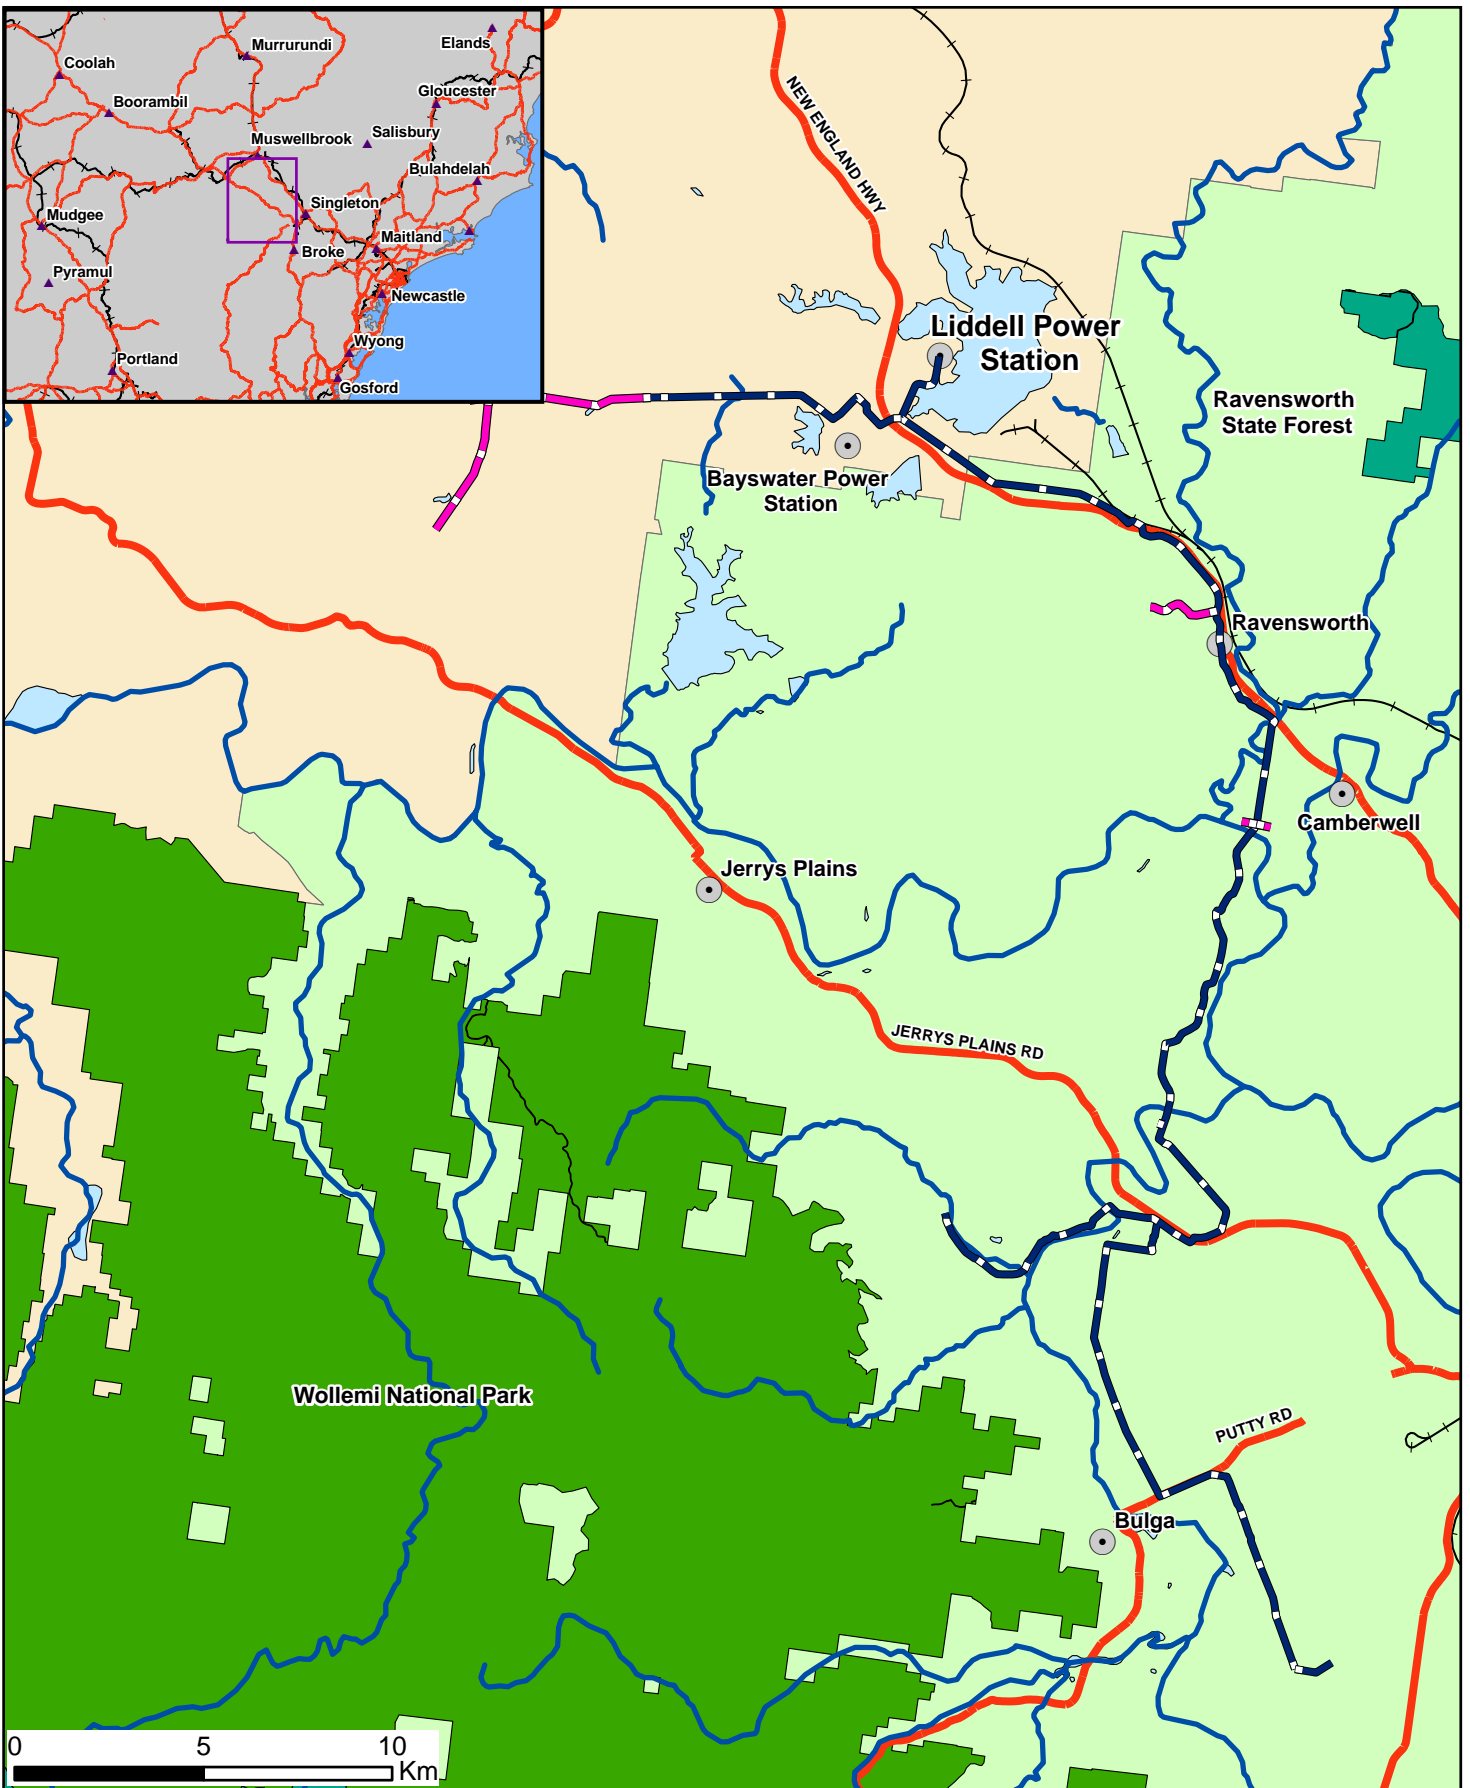 Elands
Murrurundi
Coolah
Gloucester
Boorambil
Salisbury
Muswellbrook
Bulahdelah
Singleton
Mudgee
Maitland
Broke
Pyramul
Newcastle
Wyong
Portland
Gosford
NEW ENGLAND HWY
Liddell Power
Station
Ravensworth
State Forest
Bayswater Power
Station
Ravensworth
Camberwell
Jerrys Plains
JERRYS PLAINS RD
Wollemi National Park
PUTTY RD
Bulga
0 5 10
Km